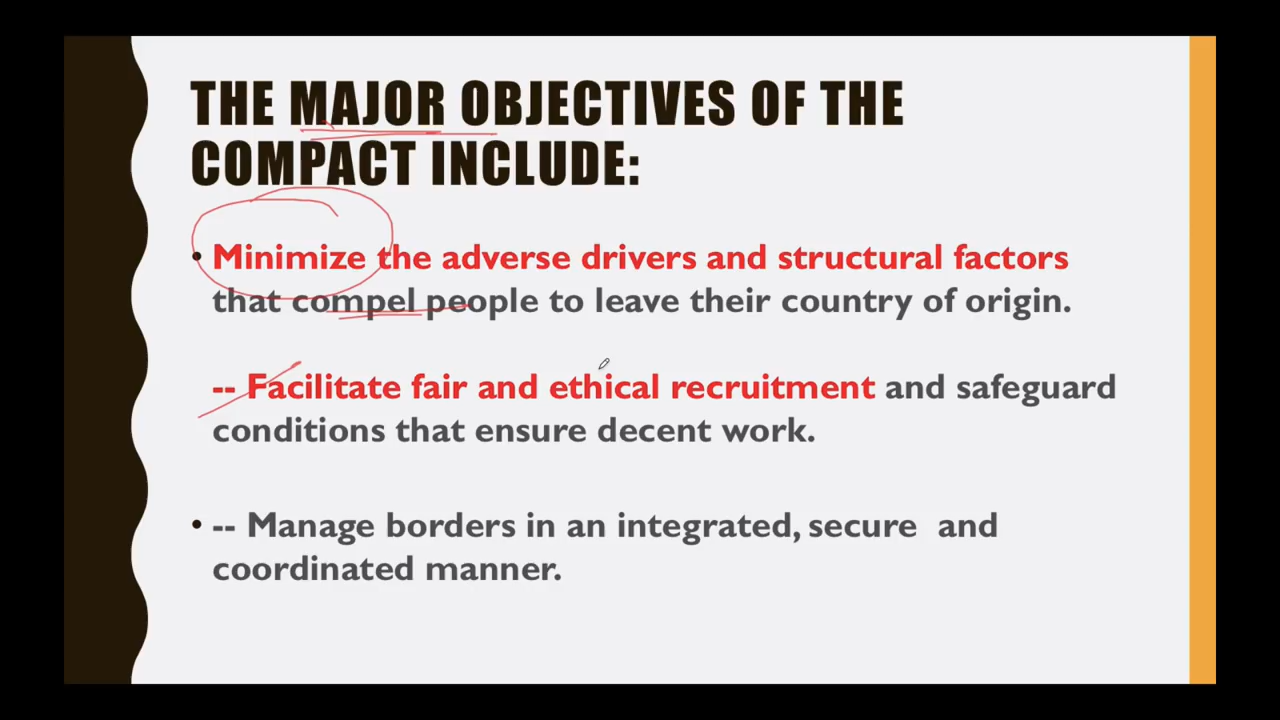 THE MAJOR OBJECTIVES OF THE
COMPACT INCLUDE:
• Minimize the adverse drivers and structural factors
that compel people to leave their country of origin.
-- Facilitate fair and ethical recruitment and safeguard
conditions that ensure decent work.
• -- Manage borders in an integrated, secure and
coordinated manner.